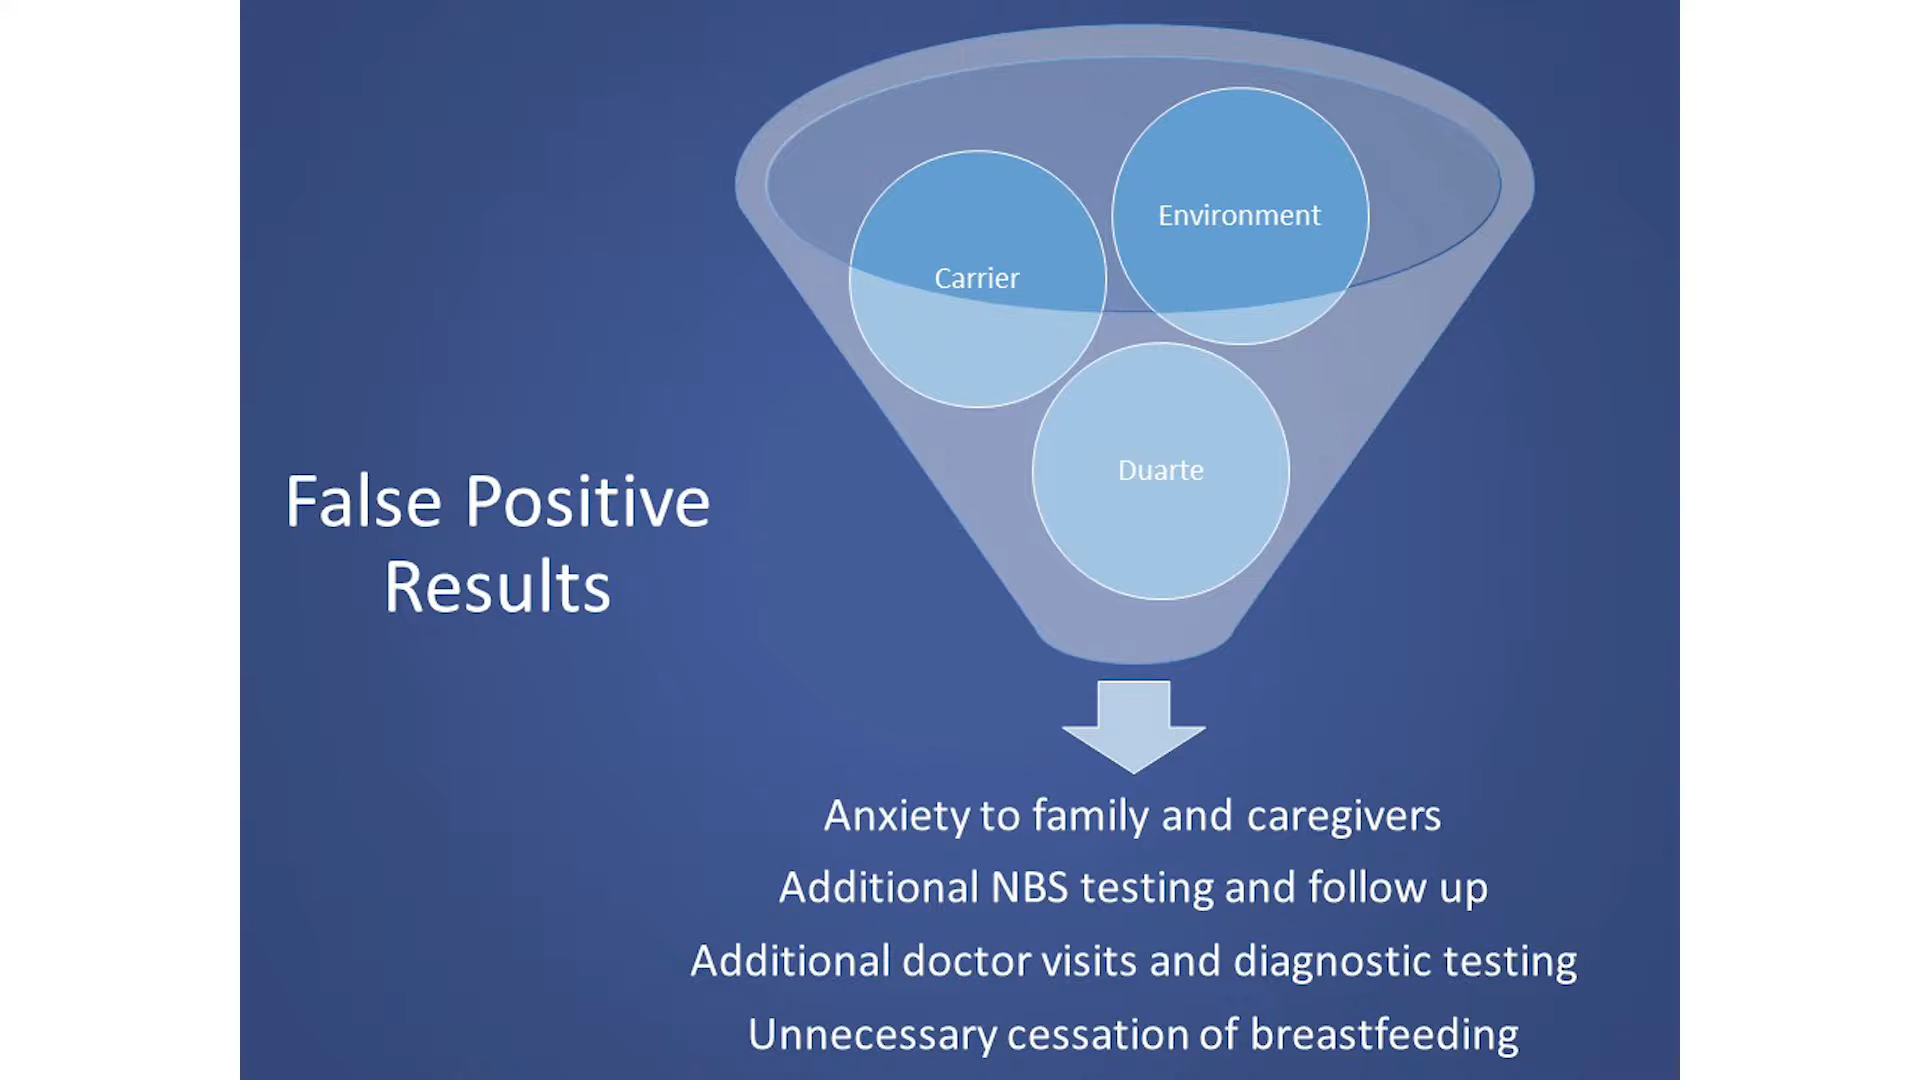 False Positive
Results
Environment
Carrier
Duarte
Anxiety to family and caregivers
Additional NBS testing and follow up
Additional doctor visits and diagnostic testing
Unnecessary cessation of breastfeeding